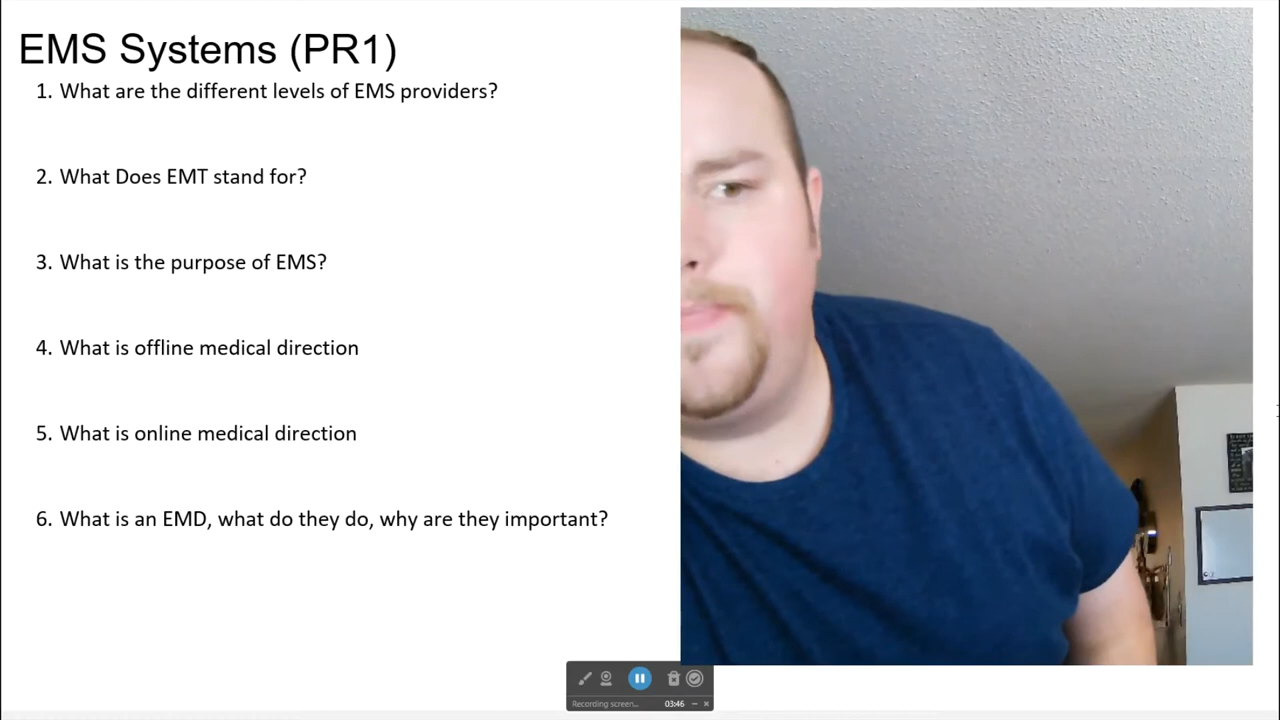 EMS Systems (PR1)
1. What are the different levels of EMS providers?
2. What Does EMT stand for?
3. What is the purpose of EMS?
4. What is offline medical direction
5. What is online medical direction
6. What is an EMD, what do they do, why are they important?
Recording screen... 03:46